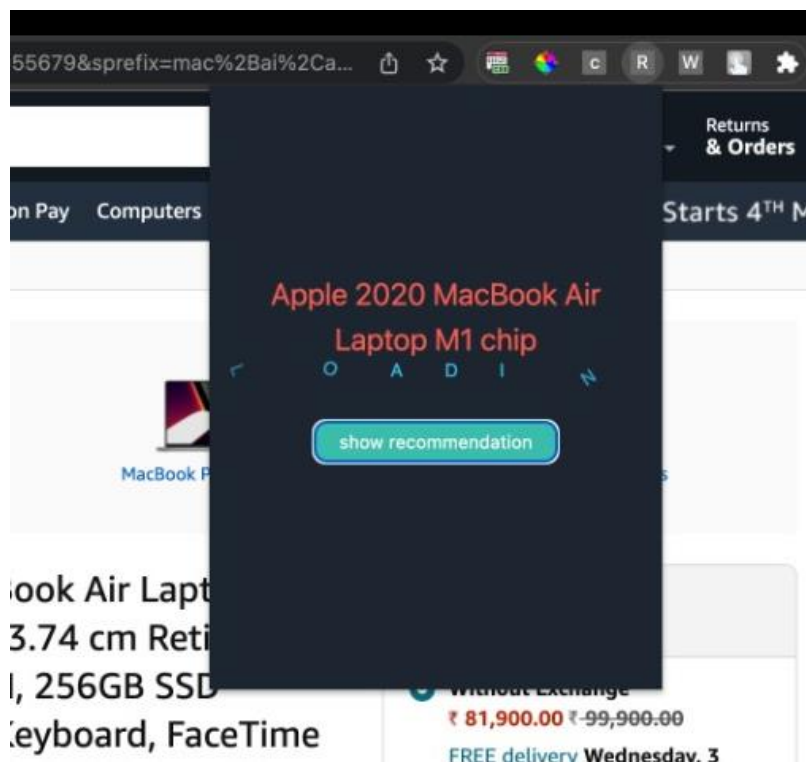 55679&sprefix=mac%2Bai%2Ca...
C
R
W
Returns
& Orders
on Pay
Computers
Starts 4TH M
Apple 2020 MacBook Air
Laptop M1 chip
L O A D I N
show recommendation
MacBook P
s
Book Air Lapt
3.74 cm Reti
, 256GB SSD
Keyboard, FaceTime
Without Exchange
₹ 81,900.00 ₹ 99,900.00
FREE delivery Wednesday, 3